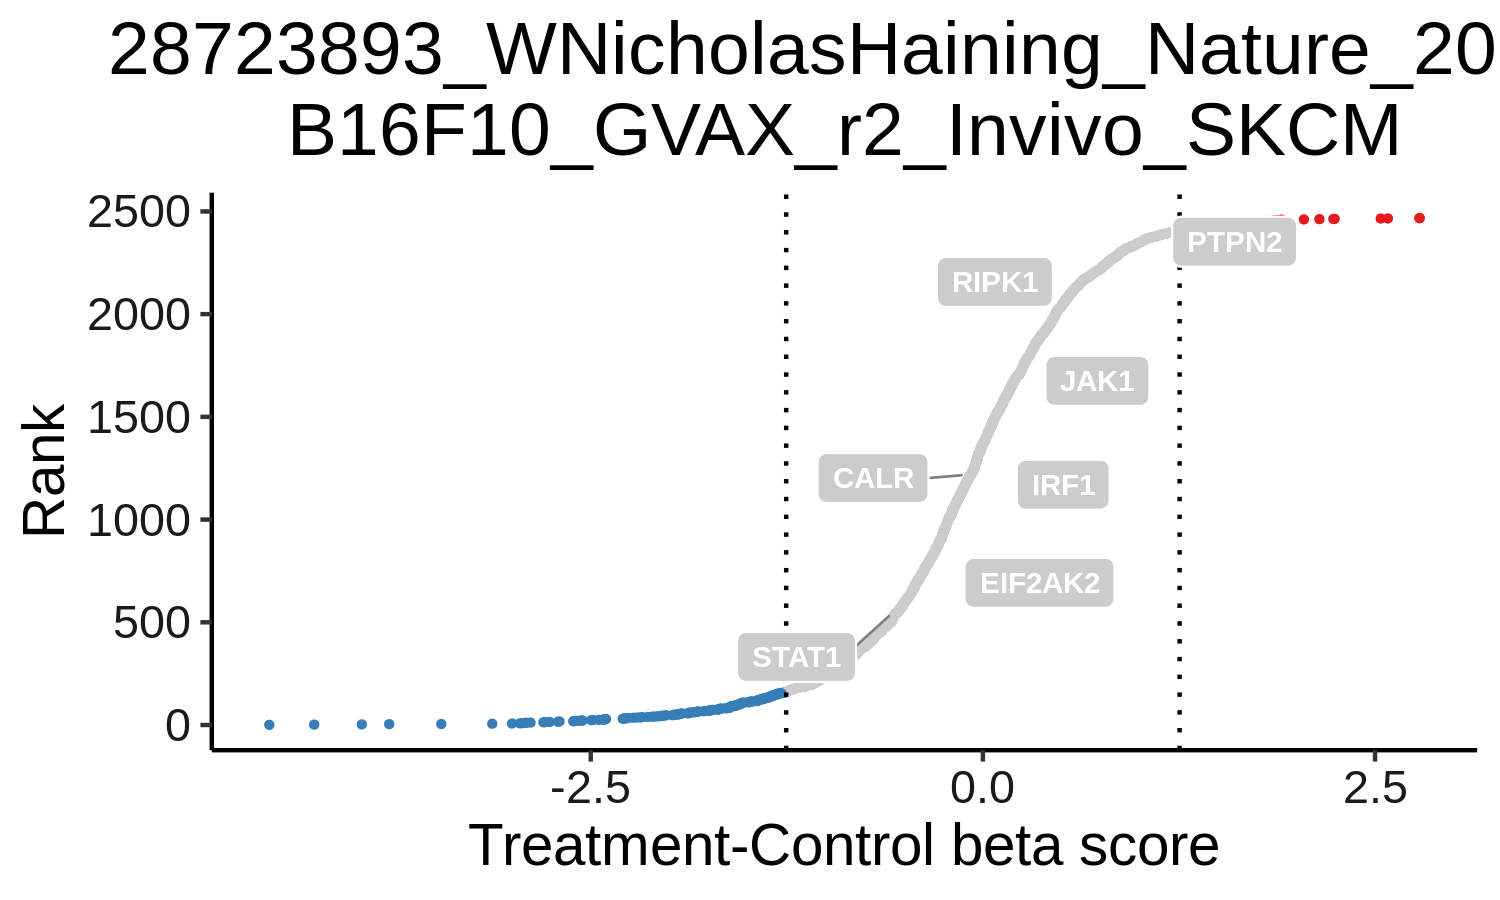 28723893_WNicholasHaining_Nature_20
B16F10_GVAX_r2_Invivo_SKCM
2500
2000
1500
1000
500
0
Rank
PTPN2
RIPK1
JAK1
CALR
IRF1
EIF2AK2
STAT1
-2.5
0.0
2.5
Treatment-Control beta score